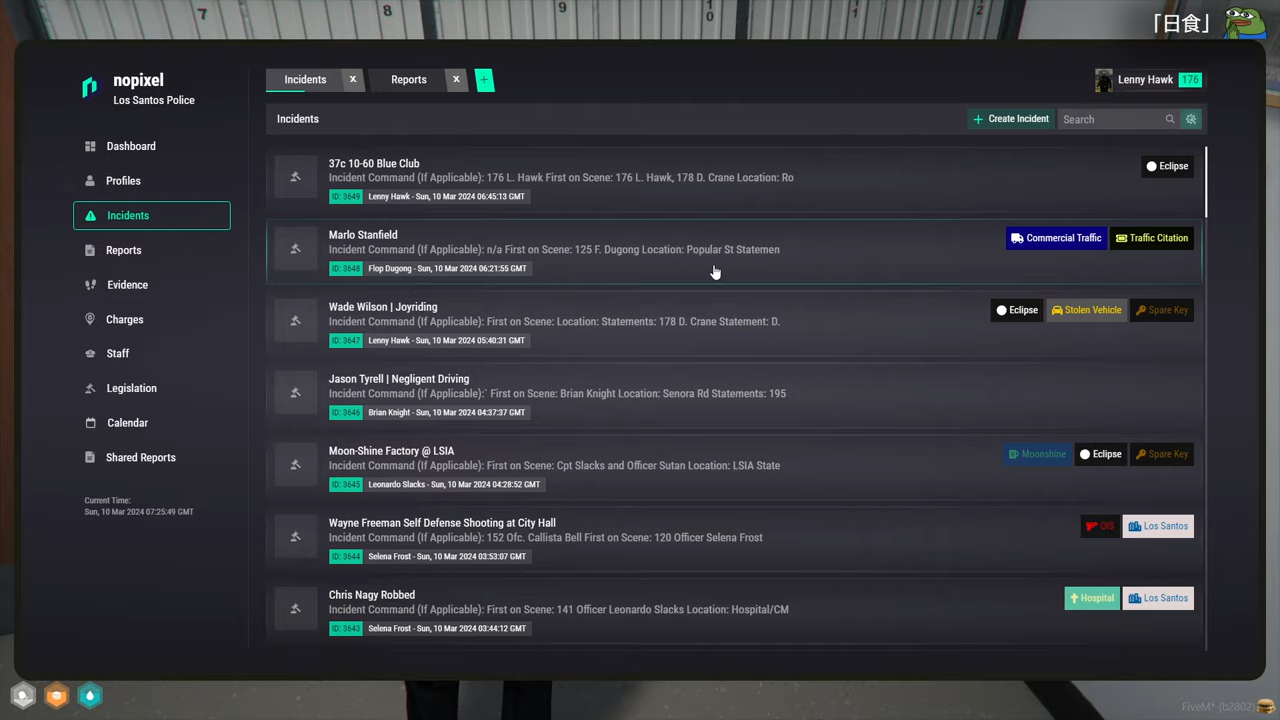 7
8
9
10
11
12
「日食」
nopixel
Los Santos Police
Incidents x
Reports x
+
Lenny Hawk 176
Incidents
+ Create Incident
Search
Dashboard
Profiles
Incidents
Reports
Evidence
Charges
Staff
Legislation
Calendar
Shared Reports
Current Time:
Sun, 10 Mar 2024 07:25:49 GMT
37c 10-60 Blue Club
Incident Command (If Applicable): 176 L. Hawk First on Scene: 176 L. Hawk, 178 D. Crane Location: Ro
ID: 3649 Lenny Hawk - Sun, 10 Mar 2024 06:45:13 GMT
Eclipse
Marlo Stanfield
Incident Command (If Applicable): n/a First on Scene: 125 F. Dugong Location: Popular St Statemen
ID: 3648 Flop Dugong - Sun, 10 Mar 2024 06:21:55 GMT
Commercial Traffic Traffic Citation
Wade Wilson | Joyriding
Incident Command (If Applicable): First on Scene: Location: Statements: 178 D. Crane Statement: D.
ID: 3647 Lenny Hawk - Sun, 10 Mar 2024 05:40:31 GMT
Eclipse Stolen Vehicle Spare Key
Jason Tyrell | Negligent Driving
Incident Command (If Applicable):` First on Scene: Brian Knight Location: Senora Rd Statements: 195
ID: 3646 Brian Knight - Sun, 10 Mar 2024 04:37:37 GMT
Moon-Shine Factory @ LSIA
Incident Command (If Applicable): First on Scene: Cpt Slacks and Officer Sutan Location: LSIA State
ID: 3645 Leonardo Slacks - Sun, 10 Mar 2024 04:28:52 GMT
Moonshine Eclipse Spare Key
Wayne Freeman Self Defense Shooting at City Hall
Incident Command (If Applicable): 152 Ofc. Callista Bell First on Scene: 120 Officer Selena Frost
ID: 3644 Selena Frost - Sun, 10 Mar 2024 03:53:07 GMT
OIS Los Santos
Chris Nagy Robbed
Incident Command (If Applicable): First on Scene: 141 Officer Leonardo Slacks Location: Hospital/CM
ID: 3643 Selena Frost - Sun, 10 Mar 2024 03:44:12 GMT
Hospital Los Santos
FiveM* (b2802)